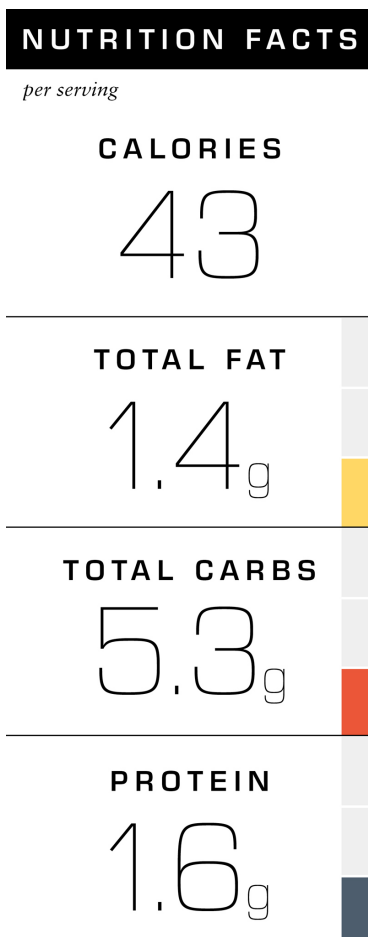 NUTRITION FACTS
per serving
CALORIES
43
TOTAL FAT
1.4g
TOTAL CARBS
5.3g
PROTEIN
1.6g